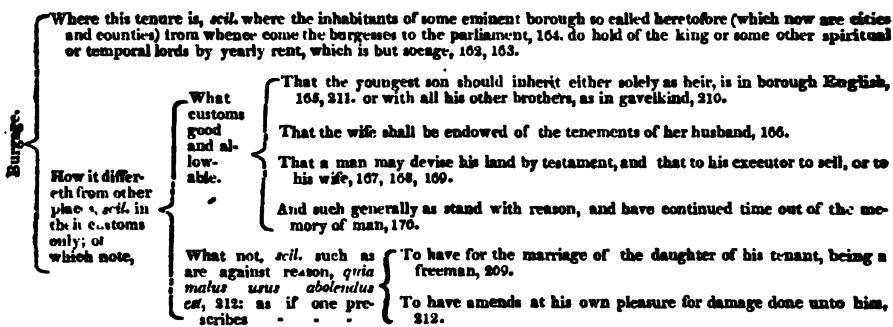 Burgage.
Where this tenure is, scil. where the inhabitants of some eminent borough so called heretofore (which now are cities
and counties) from whence come the burgesses to the parliament, 164. do hold of the king or some other spiritual
or temporal lords by yearly rent, which is but socage, 162, 163.
How it differ-
eth from other
places, scil. in
their customs
only; of
which note,
What
customs
good
and al-
low-
able.
That the youngest son should inherit either solely as heir, is in borough English,
165, 211. or with all his other brothers, as in gavelkind, 210.
That the wife shall be endowed of the tenements of her husband, 166.
That a man may devise his land by testament, and that to his executor to sell, or to
his wife, 167, 168, 169.
And such generally as stand with reason, and have continued time out of the me-
mory of man, 170.
What not, scil. such as
are against reason, quia
malus usus abolendus
est, 212: as if one pre-
scribes - - -
To have for the marriage of the daughter of his tenant, being a
freeman, 209.
To have amends at his own pleasure for damage done unto him,
212.